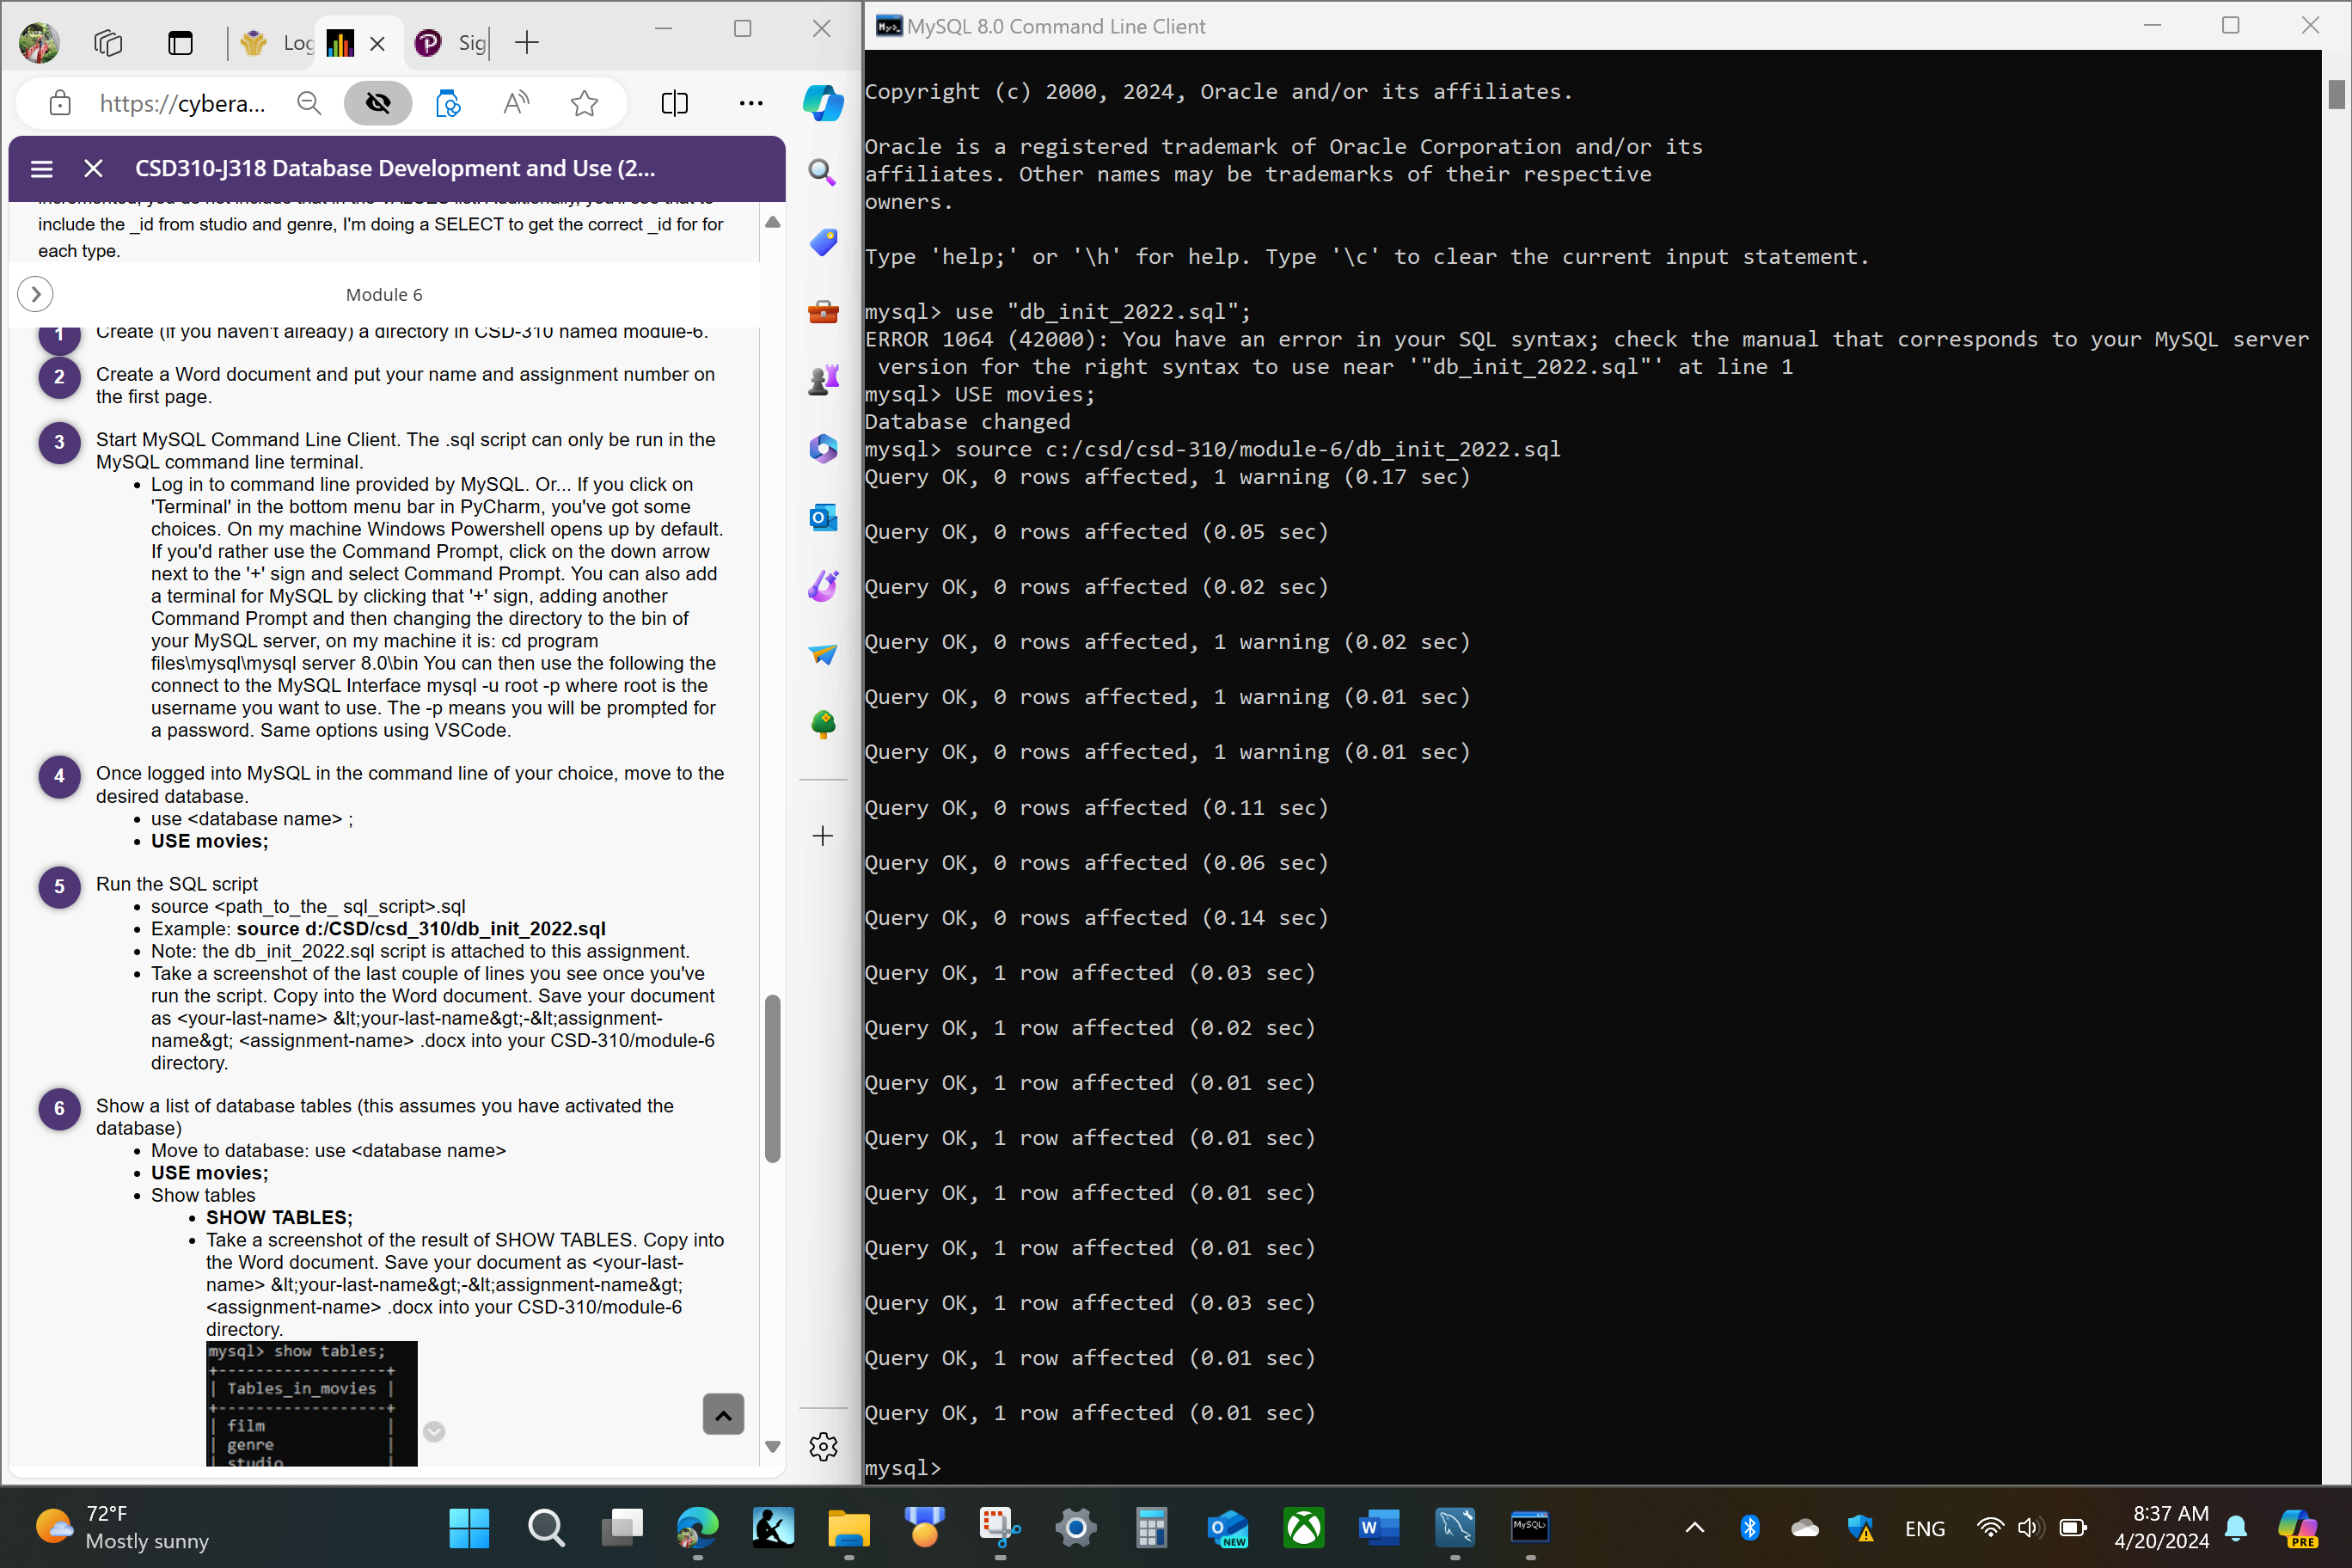 Log
Sig
https://cybera...
CSD310-J318 Database Development and Use (2...
include the _id from studio and genre, I'm doing a SELECT to get the correct _id for for
each type.
Module 6
1
Create (if you haven't already) a directory in CSD-310 named module-6.
2
Create a Word document and put your name and assignment number on
the first page.
3
Start MySQL Command Line Client. The .sql script can only be run in the
MySQL command line terminal.
• Log in to command line provided by MySQL. Or... If you click on
'Terminal' in the bottom menu bar in PyCharm, you've got some
choices. On my machine Windows Powershell opens up by default.
If you'd rather use the Command Prompt, click on the down arrow
next to the '+' sign and select Command Prompt. You can also add
a terminal for MySQL by clicking that '+' sign, adding another
Command Prompt and then changing the directory to the bin of
your MySQL server, on my machine it is: cd program
files\mysql\mysql server 8.0\bin You can then use the following the
connect to the MySQL Interface mysql -u root -p where root is the
username you want to use. The -p means you will be prompted for
a password. Same options using VSCode.
4
Once logged into MySQL in the command line of your choice, move to the
desired database.
• use <database name> ;
• USE movies;
5
Run the SQL script
• source <path_to_the_ sql_script>.sql
• Example: source d:/CSD/csd_310/db_init_2022.sql
• Note: the db_init_2022.sql script is attached to this assignment.
• Take a screenshot of the last couple of lines you see once you've
run the script. Copy into the Word document. Save your document
as <your-last-name> &lt;your-last-name&gt;-&lt;assignment-
name&gt; <assignment-name> .docx into your CSD-310/module-6
directory.
6
Show a list of database tables (this assumes you have activated the
database)
• Move to database: use <database name>
• USE movies;
• Show tables
• SHOW TABLES;
• Take a screenshot of the result of SHOW TABLES. Copy into
the Word document. Save your document as <your-last-
name> &lt;your-last-name&gt;-&lt;assignment-name&gt;
<assignment-name> .docx into your CSD-310/module-6
directory.
mysql> show tables;
+------------------+
| Tables_in_movies |
+------------------+
| film |
| genre |
| studio
MySQL 8.0 Command Line Client
Copyright (c) 2000, 2024, Oracle and/or its affiliates.
Oracle is a registered trademark of Oracle Corporation and/or its
affiliates. Other names may be trademarks of their respective
owners.
Type 'help;' or '\h' for help. Type '\c' to clear the current input statement.
mysql> use "db_init_2022.sql";
ERROR 1064 (42000): You have an error in your SQL syntax; check the manual that corresponds to your MySQL server
version for the right syntax to use near '"db_init_2022.sql"' at line 1
mysql> USE movies;
Database changed
mysql> source c:/csd/csd-310/module-6/db_init_2022.sql
Query OK, 0 rows affected, 1 warning (0.17 sec)
Query OK, 0 rows affected (0.05 sec)
Query OK, 0 rows affected (0.02 sec)
Query OK, 0 rows affected, 1 warning (0.02 sec)
Query OK, 0 rows affected, 1 warning (0.01 sec)
Query OK, 0 rows affected, 1 warning (0.01 sec)
Query OK, 0 rows affected (0.11 sec)
Query OK, 0 rows affected (0.06 sec)
Query OK, 0 rows affected (0.14 sec)
Query OK, 1 row affected (0.03 sec)
Query OK, 1 row affected (0.02 sec)
Query OK, 1 row affected (0.01 sec)
Query OK, 1 row affected (0.01 sec)
Query OK, 1 row affected (0.01 sec)
Query OK, 1 row affected (0.01 sec)
Query OK, 1 row affected (0.03 sec)
Query OK, 1 row affected (0.01 sec)
Query OK, 1 row affected (0.01 sec)
mysql>
72°F
Mostly sunny
NEW
MySQL>
ENG
8:37 AM
4/20/2024
PRE